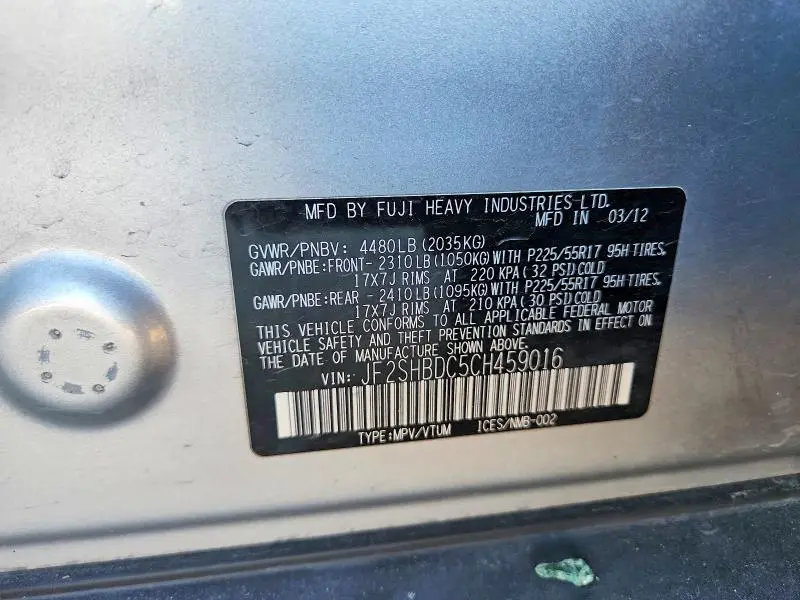 MFD BY FUJI HEAVY INDUSTRIES LTD.
MFD IN 03/12
GVWR/PNBV: 4480LB (2035KG)
GAWR/PNBE:FRONT- 2310LB(1050KG)WITH P225/55R17 95H TIRES,
17X7J RIMS AT 220 KPA(32 PSI)COLD
GAWR/PNBE:REAR - 2410LB(1095KG)WITH P225/55R17 95H TIRES,
17X7J RIMS AT 210 KPA(30 PSI)COLD
THIS VEHICLE CONFORMS TO ALL APPLICABLE FEDERAL MOTOR
VEHICLE SAFETY AND THEFT PREVENTION STANDARDS IN EFFECT ON
THE DATE OF MANUFACTURE SHOWN ABOVE.
VIN: JF2SHBDC5CH459016
TYPE:MPV/VTUM ICES/NMB-002